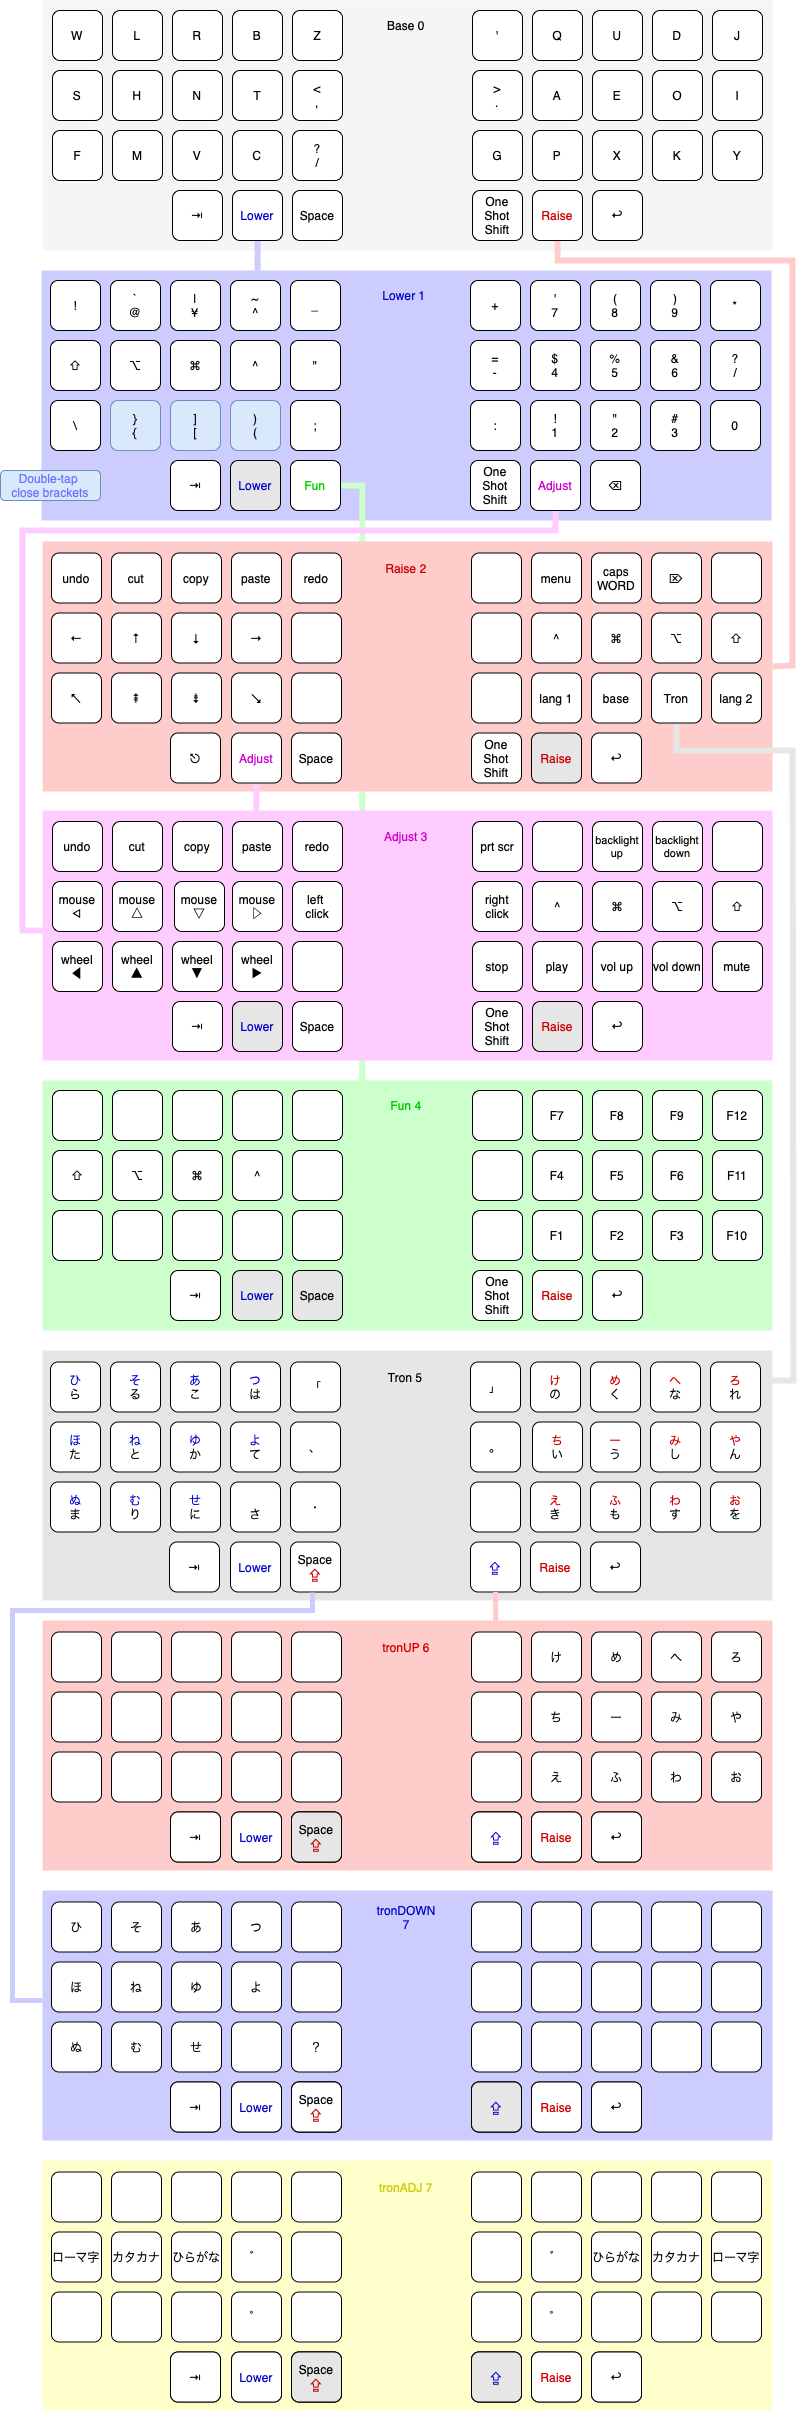 Base 0
W L R B Z ' Q U D J
S H N T < , > . A E O I
F M V C ? / G P X K Y
⇥ Lower Space One Shot Shift Raise ↩
Lower 1
! ` @ | ¥ ~ ^ _ + ' 7 ( 8 ) 9 *
⇧ ⌥ ⌘ ^ " = - $ 4 % 5 & 6 ? /
\ } { ] [ ) ( ; : ! 1 " 2 # 3 0
Double-tap close brackets
⇥ Lower Fun One Shot Shift Adjust ⌫
Raise 2
undo cut copy paste redo menu caps WORD ⌦
← ↑ ↓ → ^ ⌘ ⌥ ⇧
↖ ⇞ ⇟ ↘ lang 1 base Tron lang 2
⎋ Adjust Space One Shot Shift Raise ↩
Adjust 3
undo cut copy paste redo prt scr backlight up backlight down
mouse ◁ mouse △ mouse ▽ mouse ▷ left click right click ^ ⌘ ⌥ ⇧
wheel ◀ wheel ▲ wheel ▼ wheel ▶ stop play vol up vol down mute
⇥ Lower Space One Shot Shift Raise ↩
Fun 4
F7 F8 F9 F12
⇧ ⌥ ⌘ ^ F4 F5 F6 F11
F1 F2 F3 F10
⇥ Lower Space One Shot Shift Raise ↩
Tron 5
ひ ら そ る あ こ つ は 「 」 け の め く へ な ろ れ
ほ た ね と ゆ か よ て 、 。 ち い ー う み し や ん
ぬ ま む り せ に さ ・ え き ふ も わ す お を
⇥ Lower Space ⇪ ⇪ Raise ↩
tronUP 6
け め へ ろ
ち ー み や
え ふ わ お
⇥ Lower Space ⇪ ⇪ Raise ↩
tronDOWN 7
ひ そ あ つ
ほ ね ゆ よ
ぬ む せ ?
⇥ Lower Space ⇪ ⇪ Raise ↩
tronADJ 7
ローマ字 カタカナ ひらがな ゛ ゛ ひらがな カタカナ ローマ字
゜ ゜
⇥ Lower Space ⇪ ⇪ Raise ↩